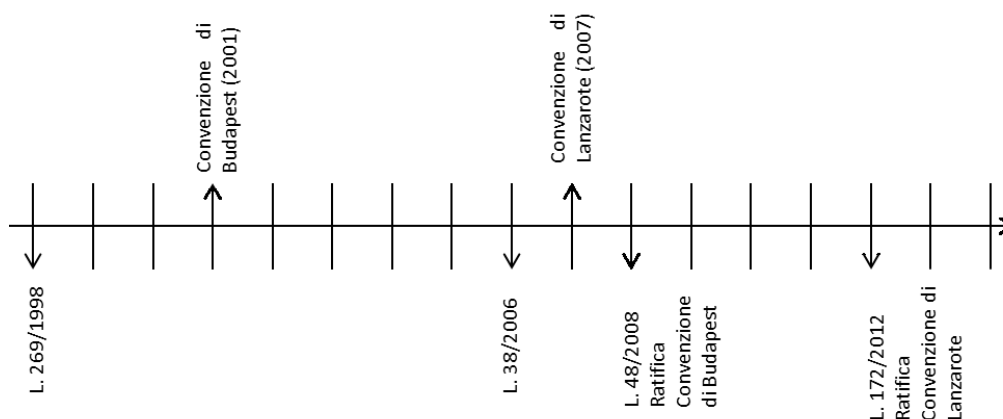 L. 269/1998
Convenzione di
Budapest (2001)
L. 38/2006
Convenzione di
Lanzarote (2007)
L. 48/2008
Ratifica
Convenzione
di Budapest
L. 172/2012
Ratifica
Convenzione di
Lanzarote